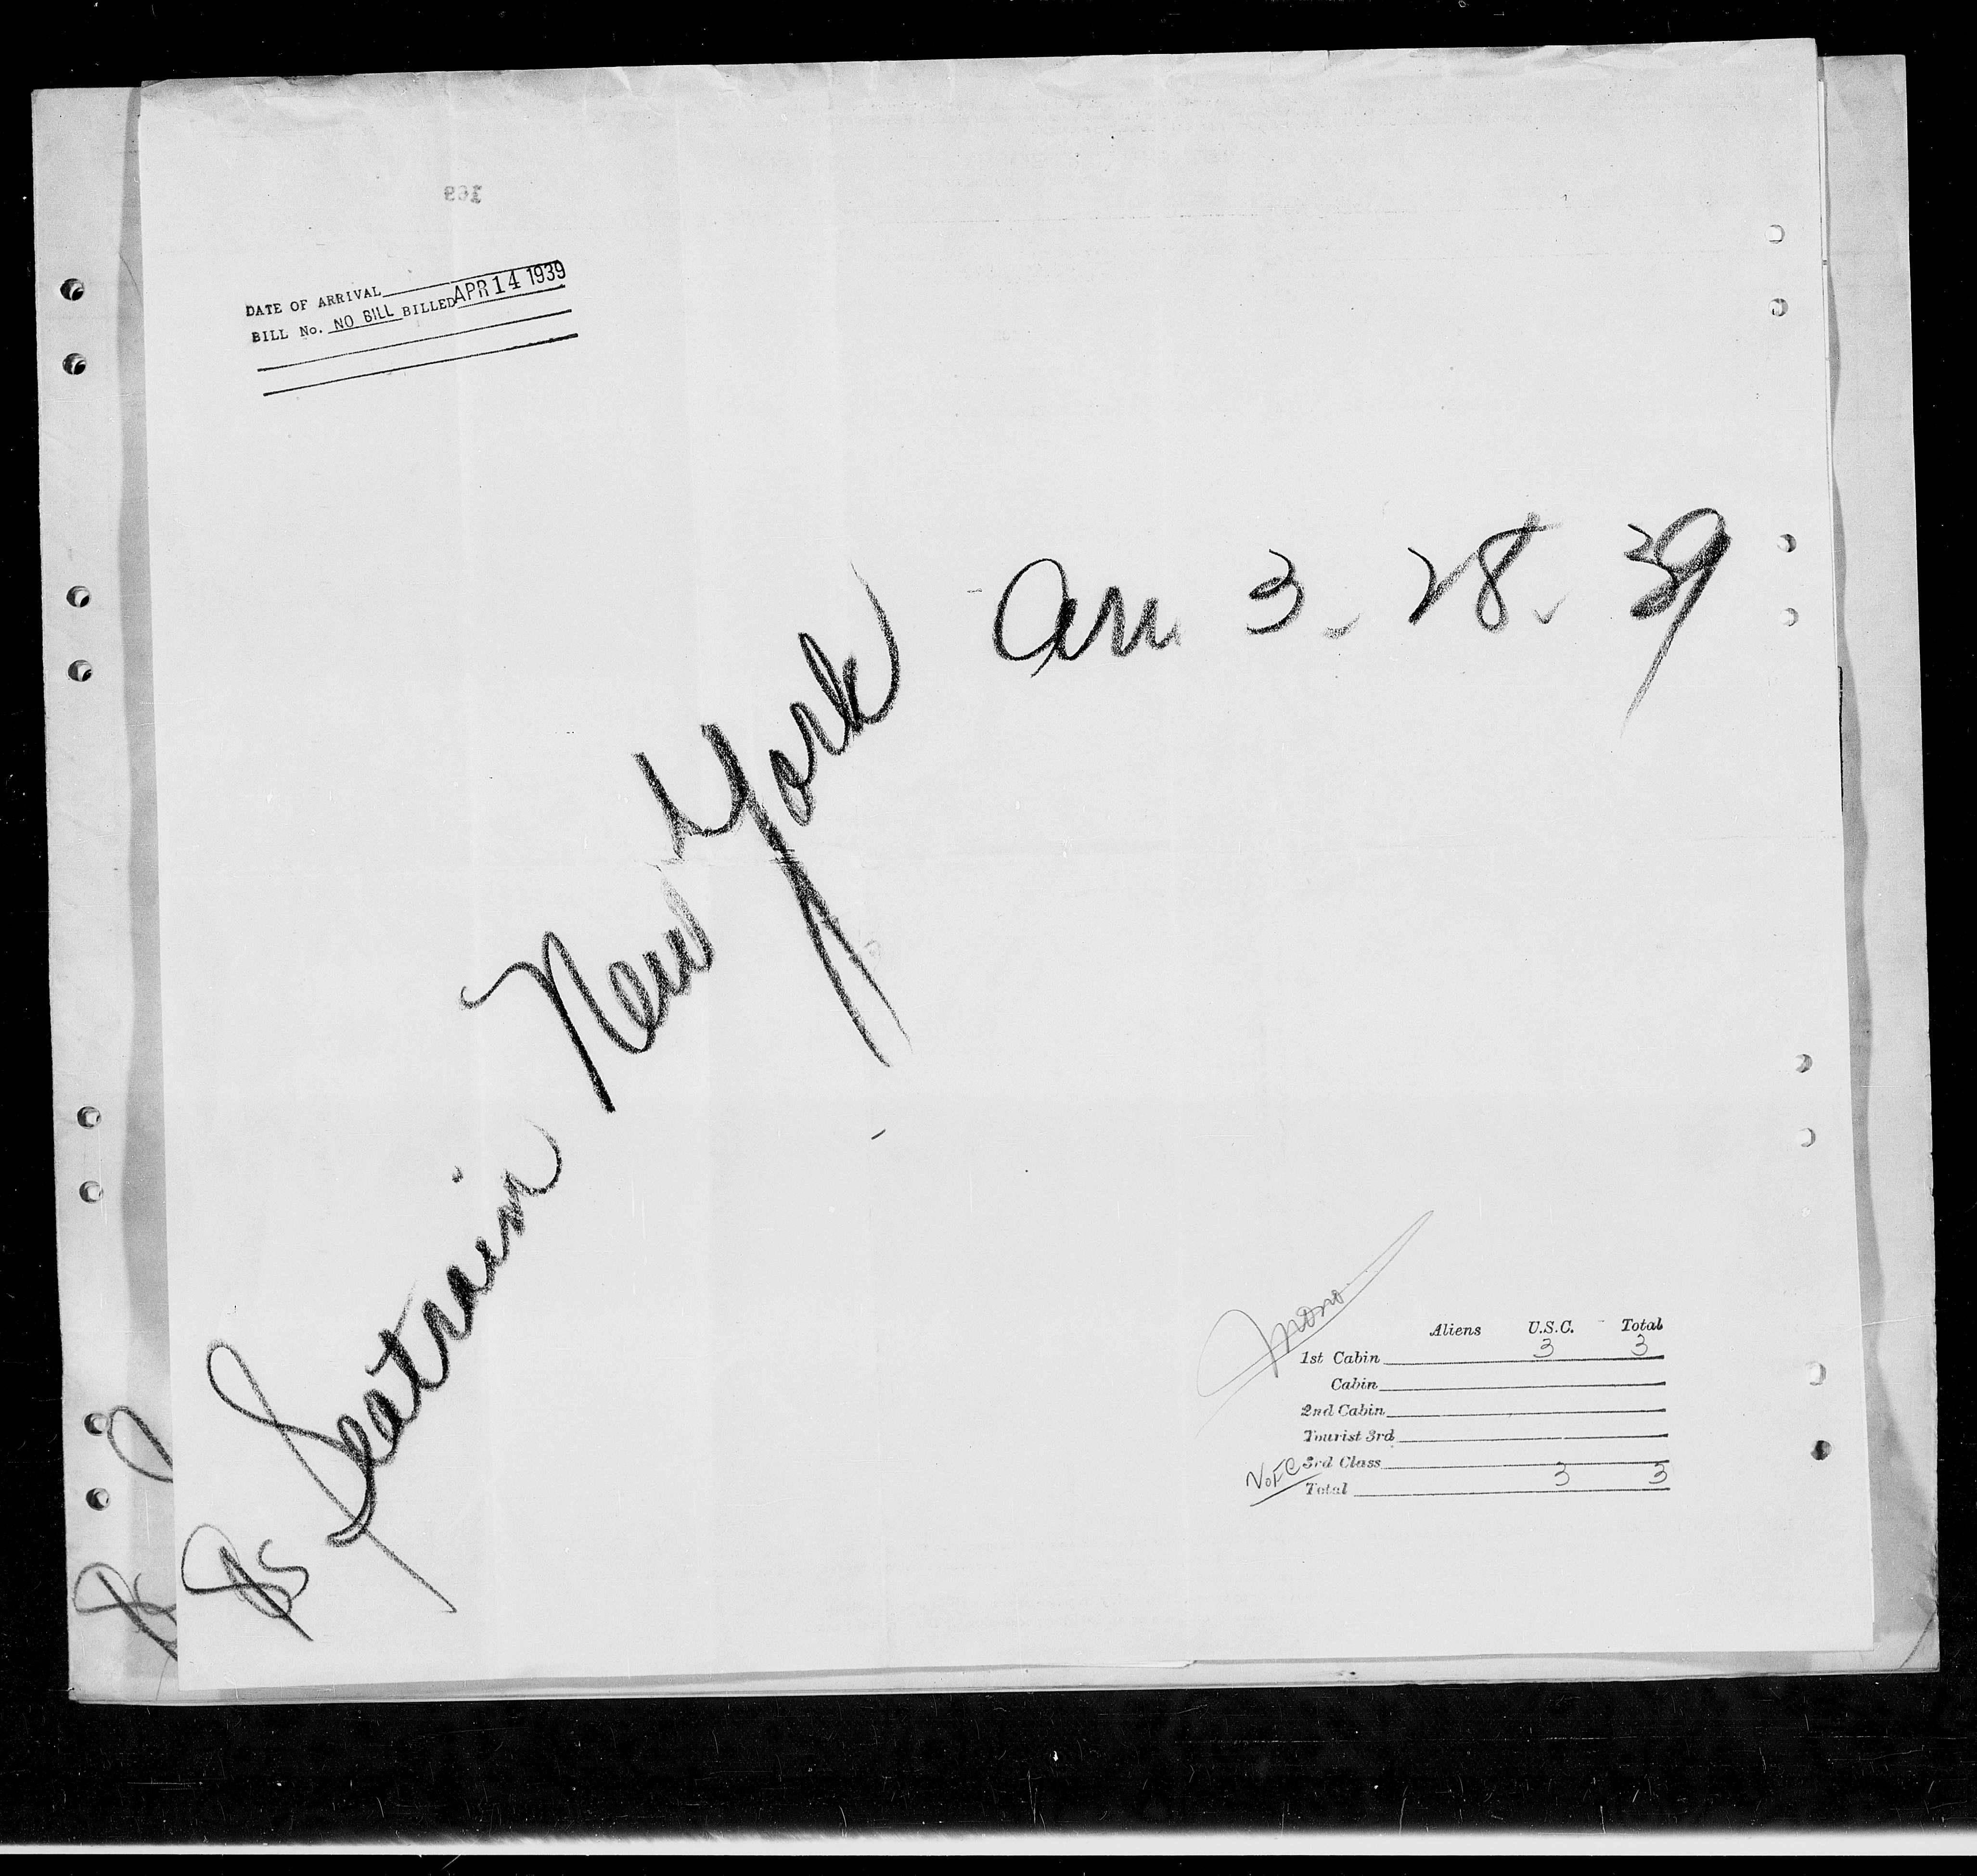 DATE OF ARRIVAL
BILL No. NO BILL BILLED APR 14 1939
SS Seatrain New York Arr. 3. 28. 39
Aliens U.S.C. Total
1st Cabin 3 3
Cabin
2nd Cabin
Tourist 3rd
3rd Class
Total 3 3